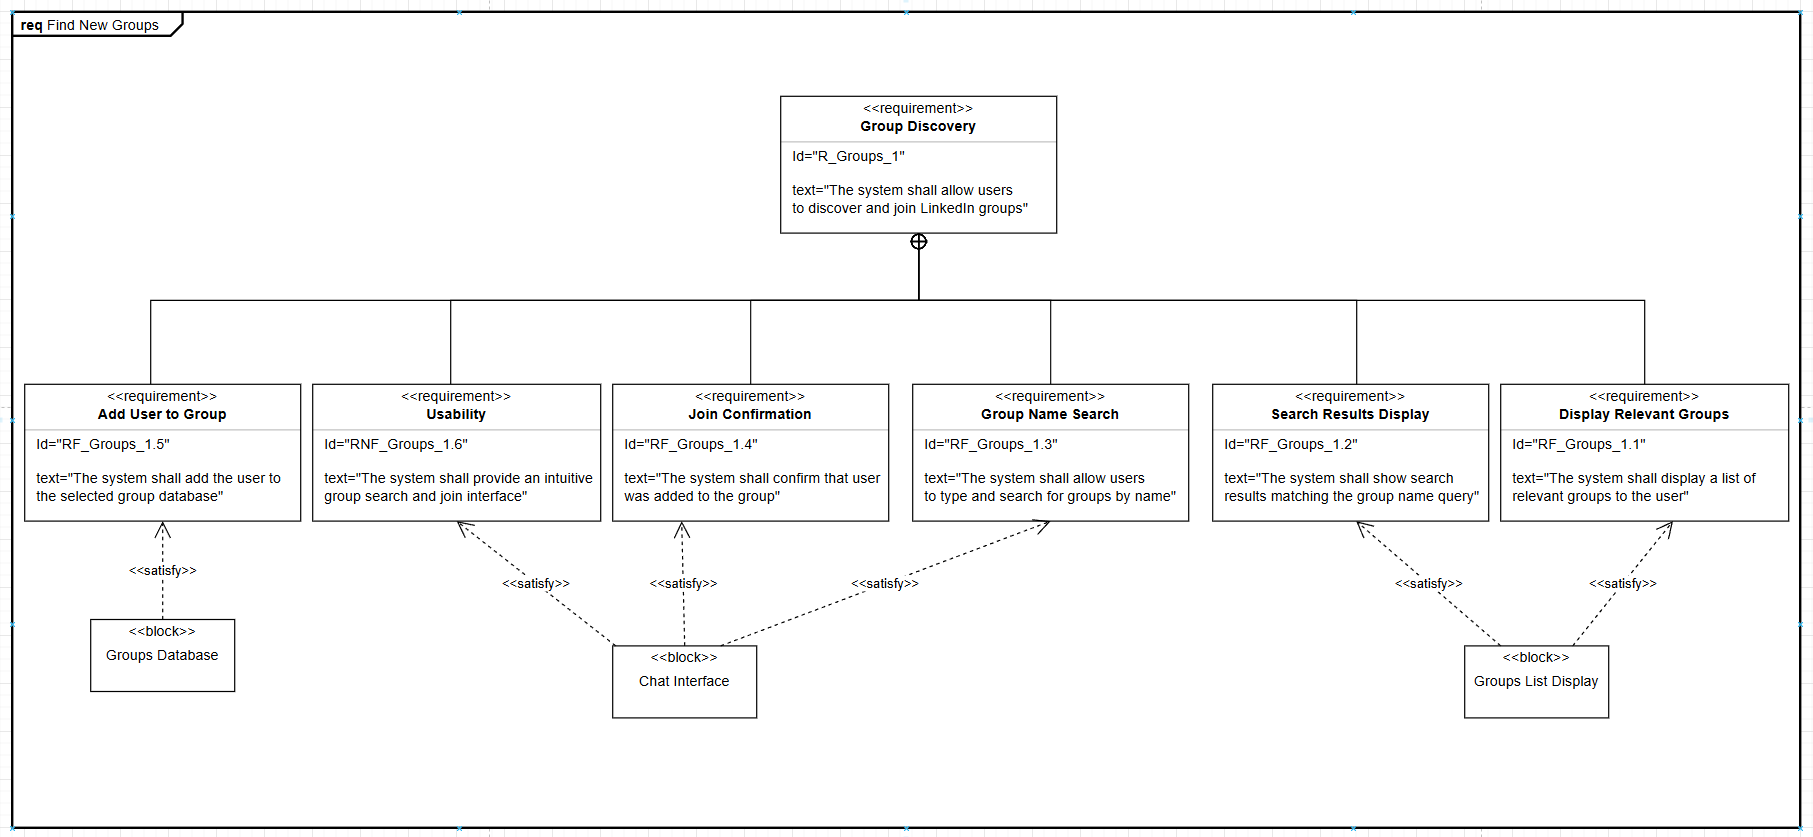 req Find New Groups
<<requirement>>
Group Discovery
Id="R_Groups_1"
text="The system shall allow users
to discover and join LinkedIn groups"
<<requirement>>
Add User to Group
Id="RF_Groups_1.5"
text="The system shall add the user to
the selected group database"
<<requirement>>
Usability
Id="RNF_Groups_1.6"
text="The system shall provide an intuitive
group search and join interface"
<<requirement>>
Join Confirmation
Id="RF_Groups_1.4"
text="The system shall confirm that user
was added to the group"
<<requirement>>
Group Name Search
Id="RF_Groups_1.3"
text="The system shall allow users
to type and search for groups by name"
<<requirement>>
Search Results Display
Id="RF_Groups_1.2"
text="The system shall show search
results matching the group name query"
<<requirement>>
Display Relevant Groups
Id="RF_Groups_1.1"
text="The system shall display a list of
relevant groups to the user"
<<satisfy>>
<<satisfy>>
<<satisfy>>
<<satisfy>>
<<satisfy>>
<<satisfy>>
<<block>>
Groups Database
<<block>>
Chat Interface
<<block>>
Groups List Display